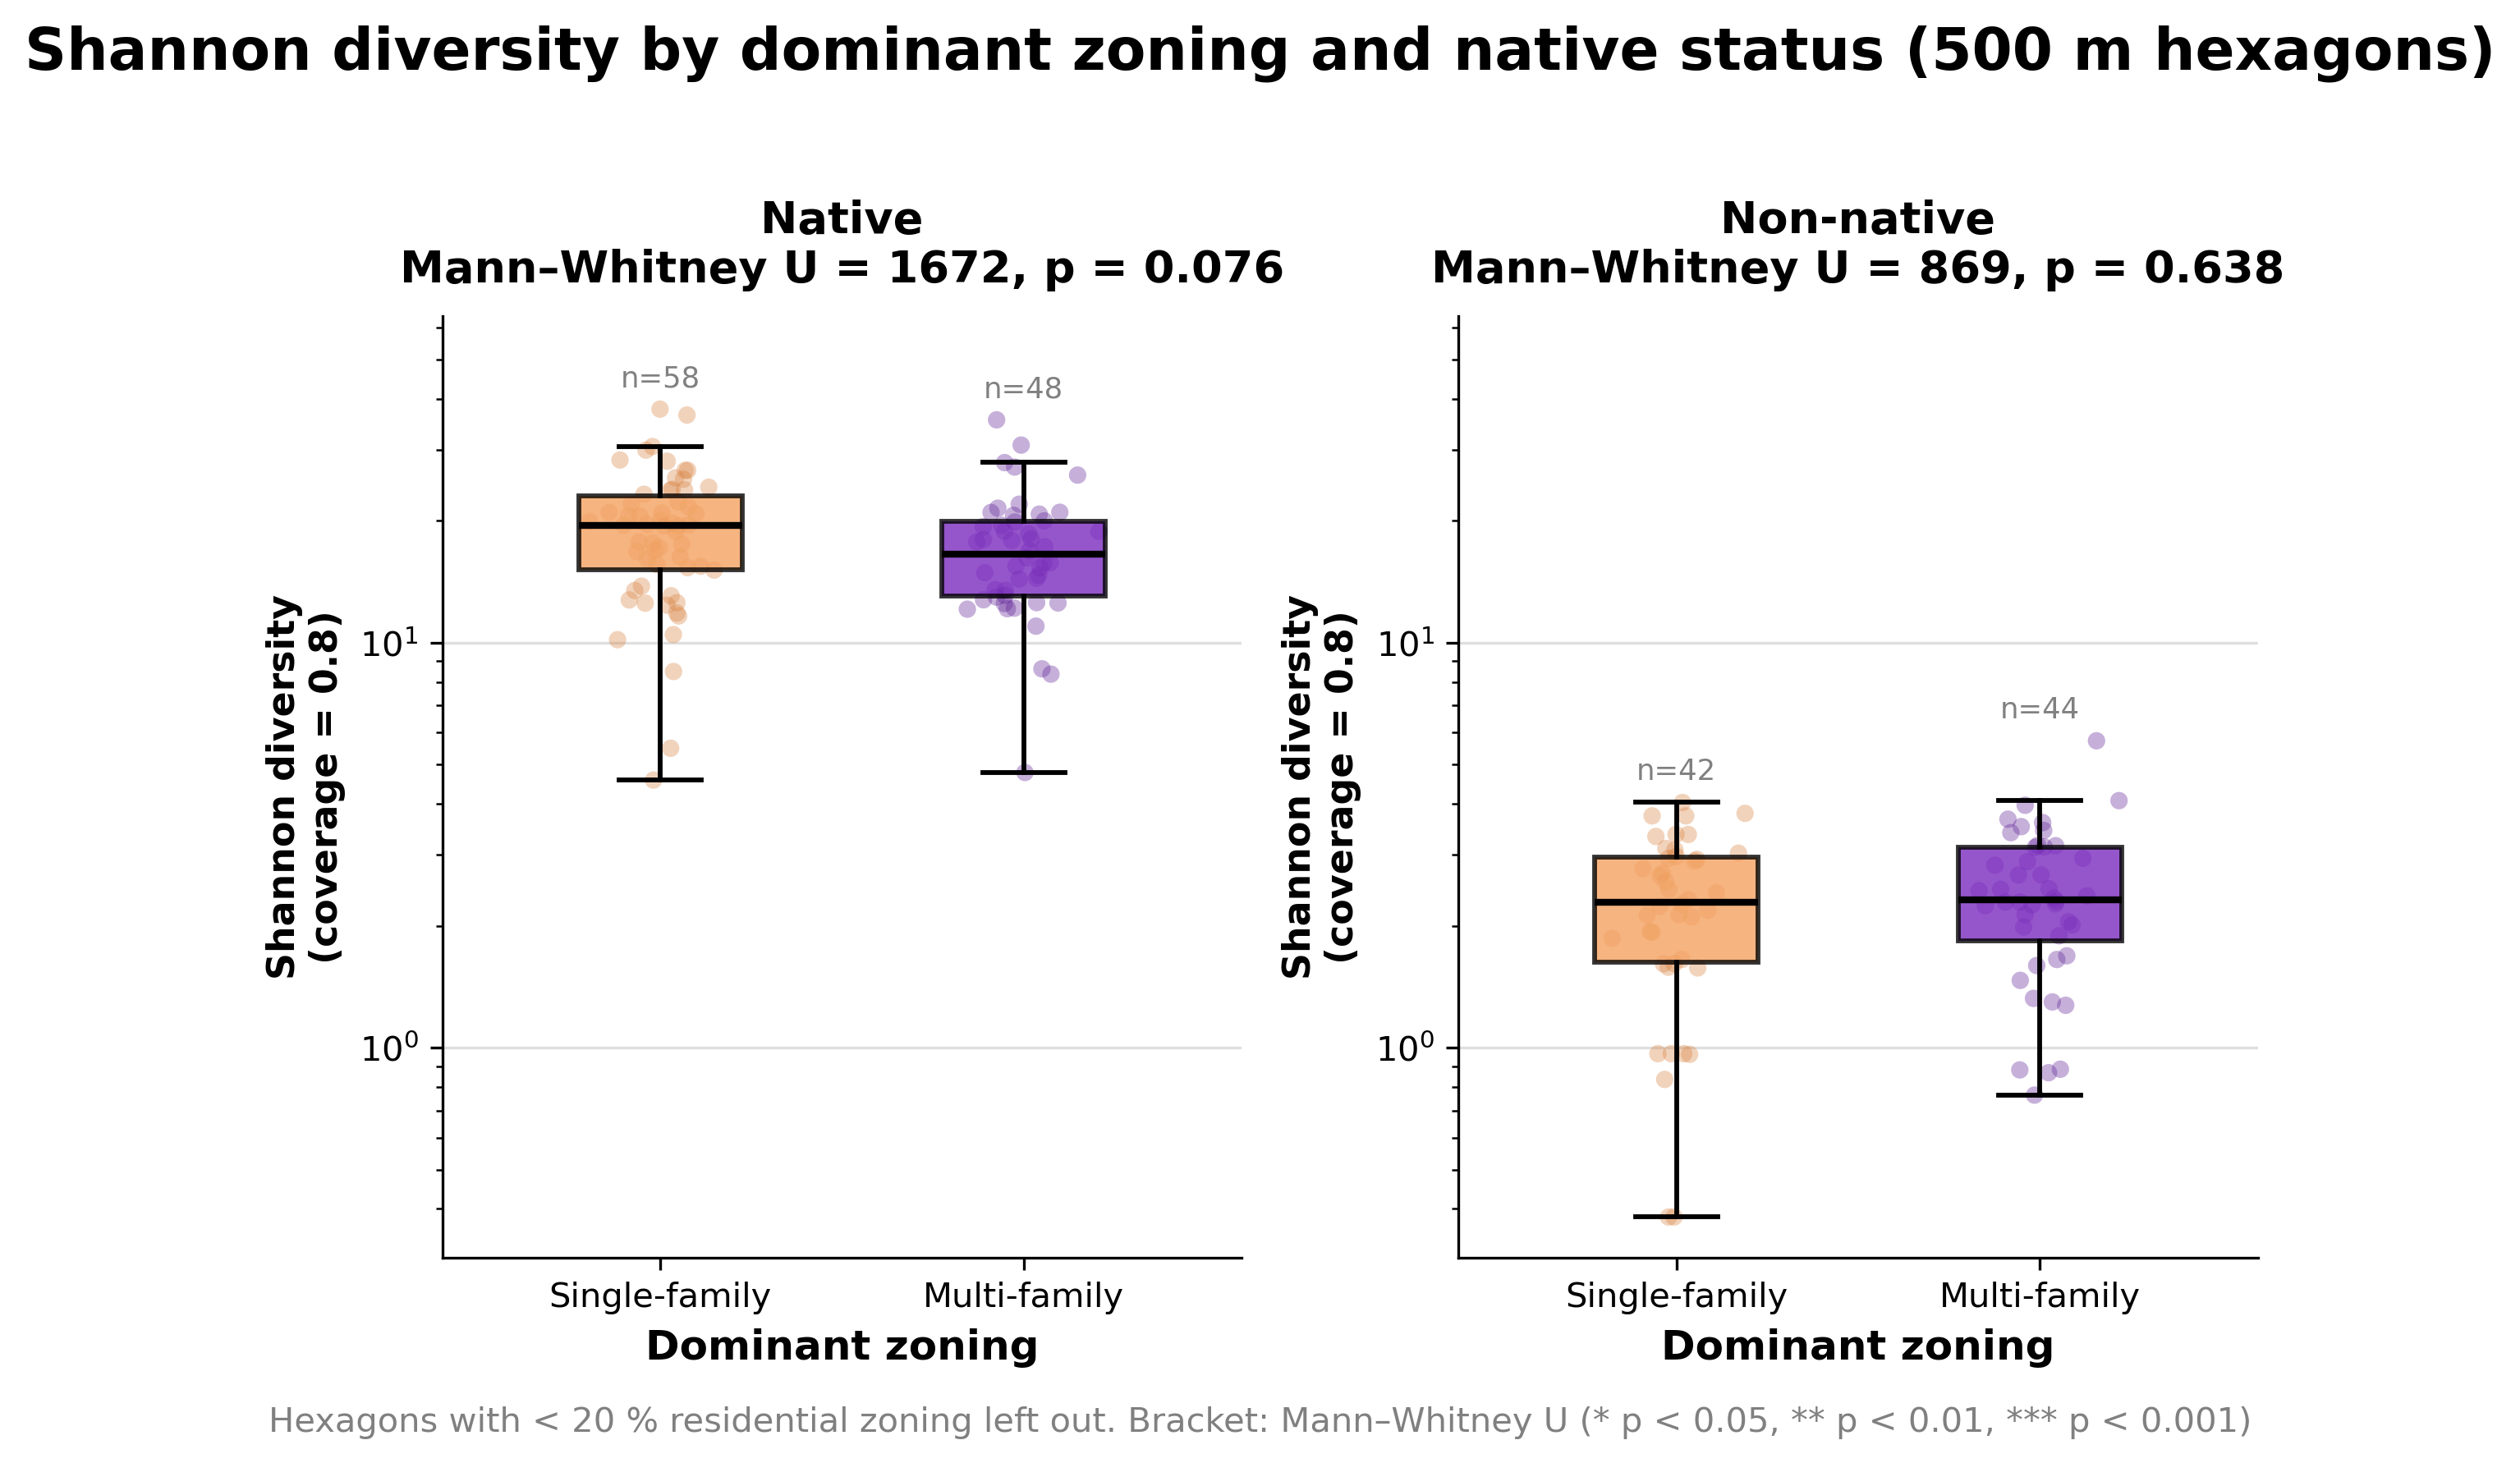 Shannon diversity by dominant zoning and native status (500 m hexagons)
Native
Mann–Whitney U = 1672, p = 0.076
Shannon diversity
(coverage = 0.8)
10¹
10⁰
n=58
n=48
Single-family
Multi-family
Dominant zoning
Non-native
Mann–Whitney U = 869, p = 0.638
Shannon diversity
(coverage = 0.8)
10¹
10⁰
n=42
n=44
Single-family
Multi-family
Dominant zoning
Hexagons with < 20 % residential zoning left out. Bracket: Mann–Whitney U (* p < 0.05, ** p < 0.01, *** p < 0.001)